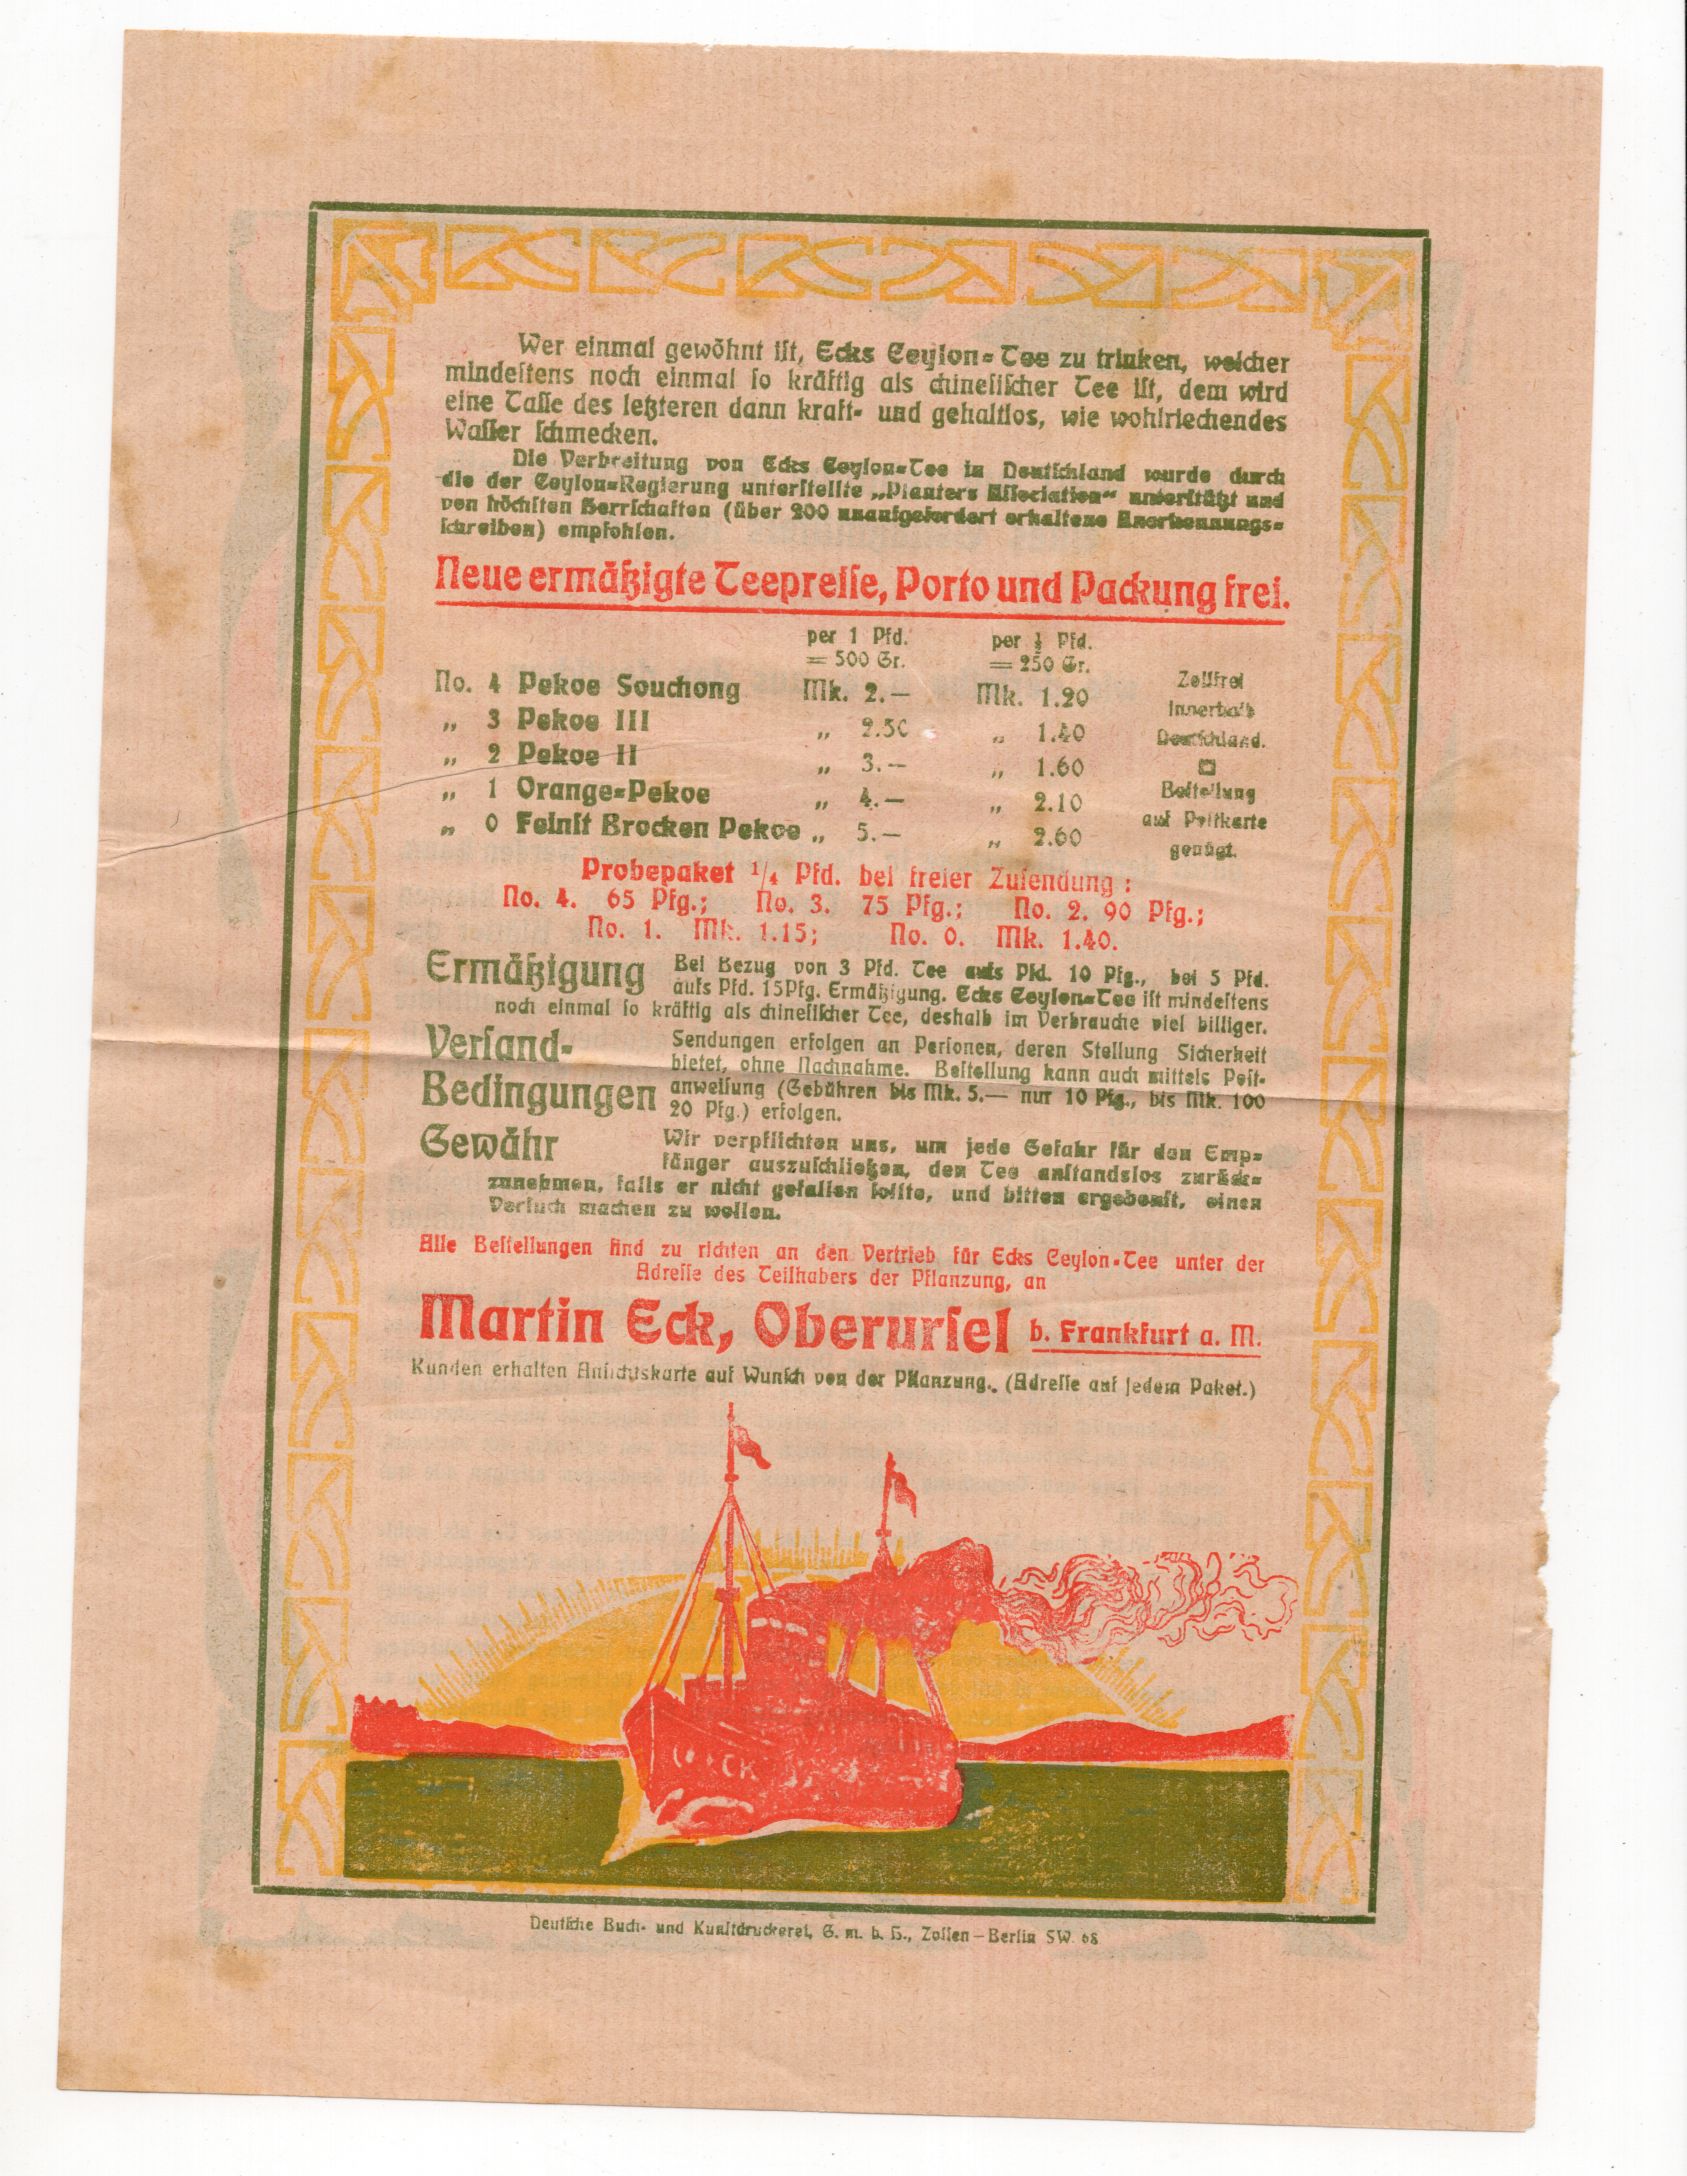 Wer einmal gewöhnt iſt, Ecks Ceylon-Tee zu trinken, welcher
mindeſtens noch einmal ſo kräftig als chineſiſcher Tee iſt, dem wird
eine Taſſe des letzteren dann kraft- und gehaltlos, wie wohlriechendes
Waſſer ſchmecken.
Die Verbreitung von Ecks Ceylon-Tee in Deutſchland wurde durch
die der Ceylon-Regierung unterſtellte „Planters Aſſociation“ unterſtützt und
von höchſten Herrſchaften (über 200 unaufgefordert erhaltene Anerkennungs-
ſchreiben) empfohlen.
Neue ermäßigte Teepreiſe, Porto und Packung frei.
per 1 Pfd. per ½ Pfd.
= 500 Gr. = 250 Gr.
No. 4 Pekoe Souchong Mk. 2.— Mk. 1.20 Zollfrei
innerhalb
„ 3 Pekoe III „ 2.50 „ 1.40 Deutſchland.
„ 2 Pekoe II „ 3.— „ 1.60
„ 1 Orange-Pekoe „ 4.— „ 2.10 Beſtellung
auf Poſtkarte
„ 0 Feinſt Brocken Pekoe „ 5.— „ 2.60 genügt.
Probepaket 1/4 Pfd. bei freier Zuſendung:
No. 4. 65 Pfg.; No. 3. 75 Pfg.; No. 2. 90 Pfg.;
No. 1. Mk. 1.15; No. 0. Mk. 1.40.
Ermäßigung Bei Bezug von 3 Pfd. Tee aufs Pfd. 10 Pfg., bei 5 Pfd.
aufs Pfd. 15Pfg. Ermäßigung. Ecks Ceylon-Tee iſt mindeſtens
noch einmal ſo kräftig als chineſiſcher Tee, deshalb im Verbrauche viel billiger.
Verſand-
Bedingungen
Sendungen erfolgen an Perſonen, deren Stellung Sicherheit
bietet, ohne Nachnahme. Beſtellung kann auch mittels Poſt-
anweiſung (Gebühren bis Mk. 5.— nur 10 Pfg., bis Mk. 100
20 Pfg.) erfolgen.
Gewähr Wir verpflichten uns, um jede Gefahr für den Emp-
fänger auszuſchließen, den Tee anſtandslos zurück-
zunehmen, falls er nicht gefallen ſollte, und bitten ergebenſt, einen
Verſuch machen zu wollen.
Alle Beſtellungen ſind zu richten an den Vertrieb für Ecks Ceylon-Tee unter der
Adreſſe des Teilhabers der Pflanzung, an
Martin Eck, Oberurſel b. Frankfurt a. M.
Kunden erhalten Anſichtskarte auf Wunſch von der Pflanzung. (Adreſſe auf jedem Paket.)
Deutſche Buch- und Kunſtdruckerei, G. m. b. H., Zoſſen—Berlin SW. 68